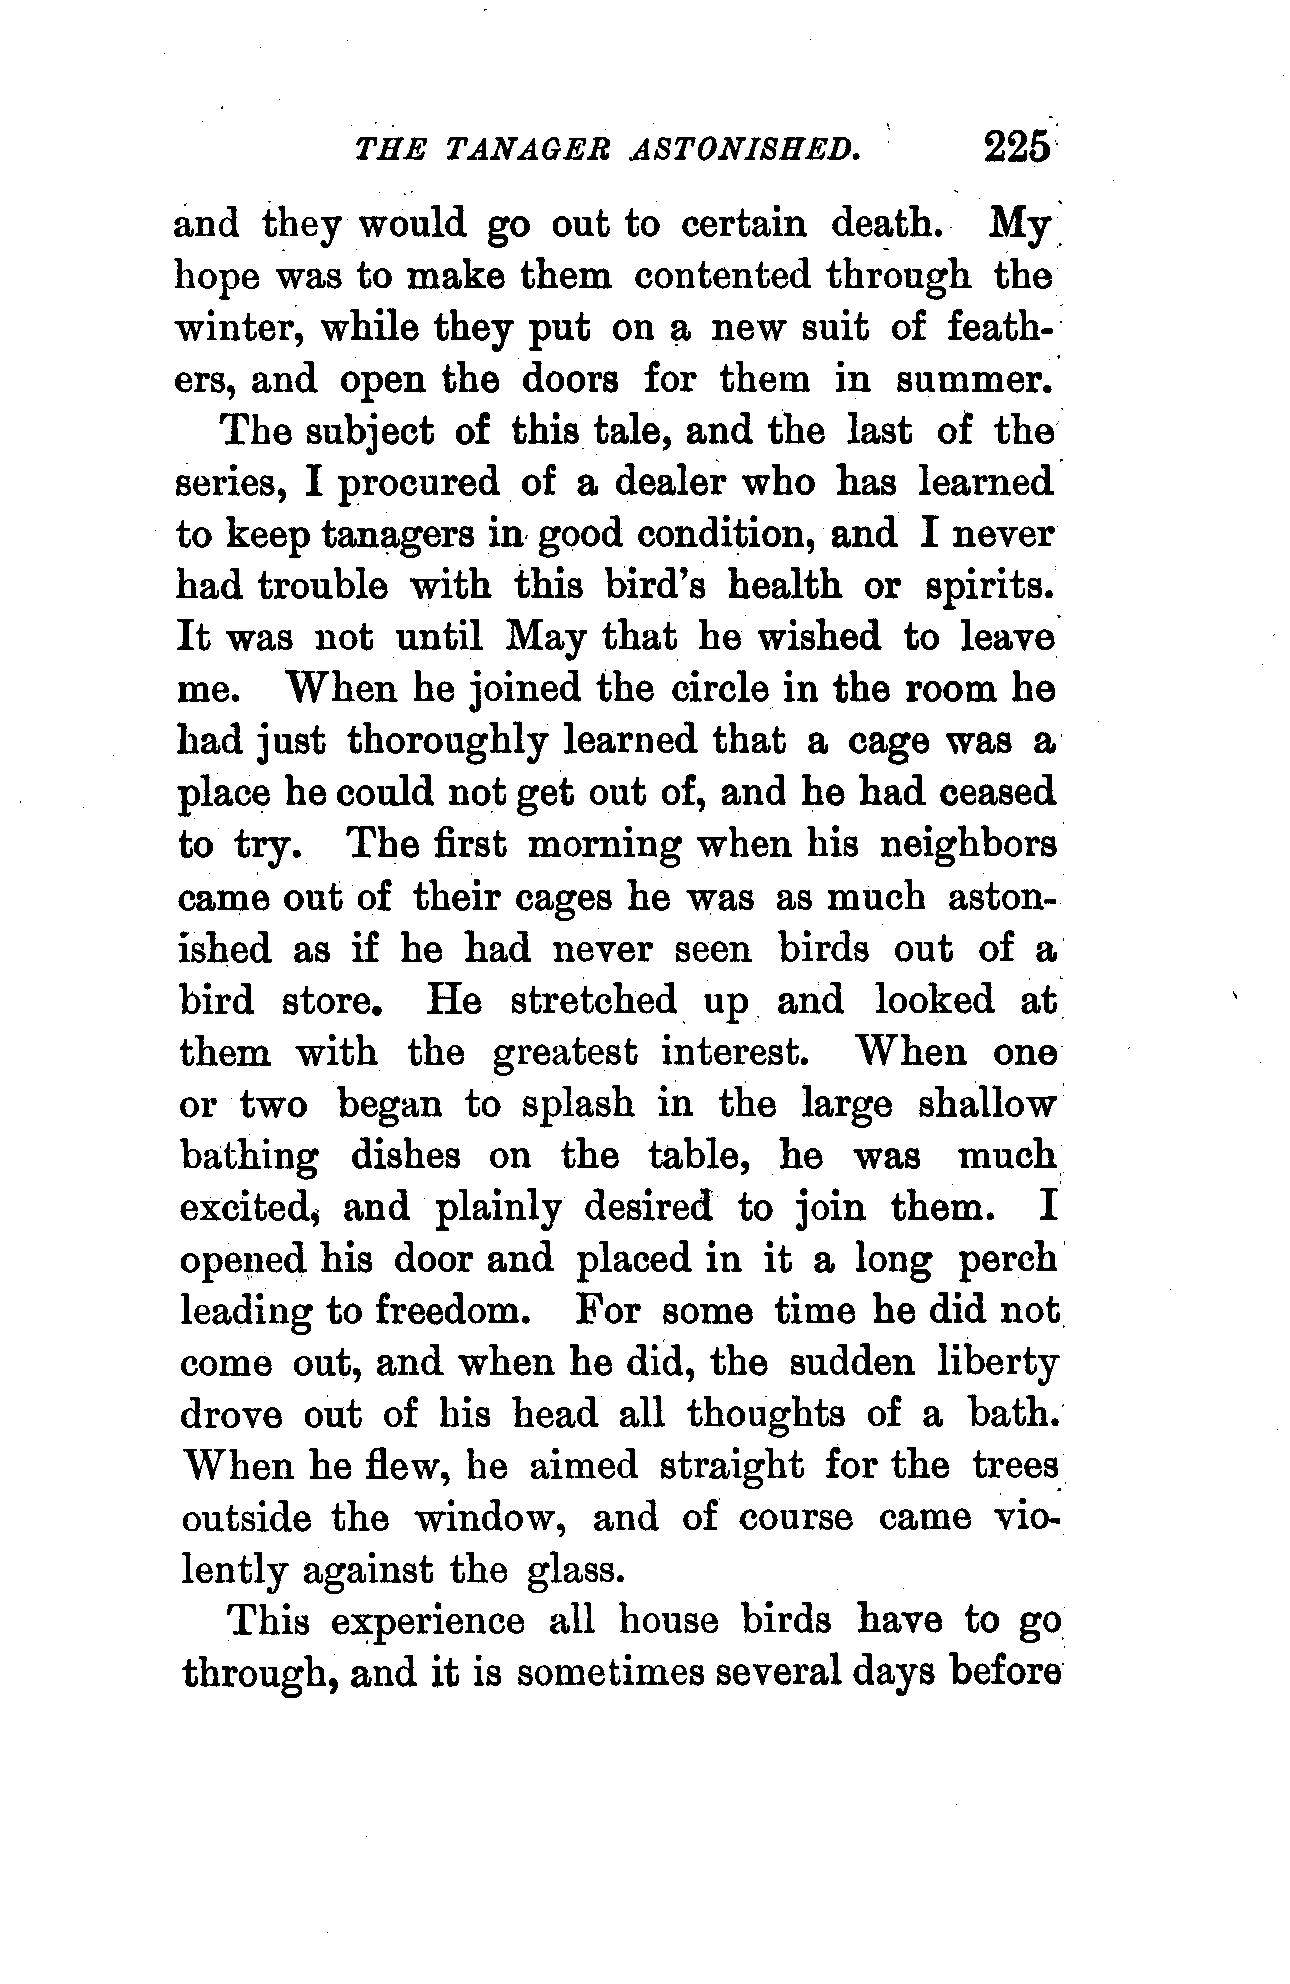 THE TANAGER ASTONISHED. 225
and they would go out to certain death. My
hope was to make them contented through the
winter, while they put on a new suit of feath-
ers, and open the doors for them in summer.
The subject of this tale, and the last of the
series, I procured of a dealer who has learned
to keep tanagers in good condition, and I never
had trouble with this bird's health or spirits.
It was not until May that he wished to leave
me. When he joined the circle in the room he
had just thoroughly learned that a cage was a
place he could not get out of, and he had ceased
to try. The first morning when his neighbors
came out of their cages he was as much aston-
ished as if he had never seen birds out of a
bird store. He stretched up and looked at
them with the greatest interest. When one
or two began to splash in the large shallow
bathing dishes on the table, he was much
excited, and plainly desired to join them. I
opened his door and placed in it a long perch
leading to freedom. For some time he did not
come out, and when he did, the sudden liberty
drove out of his head all thoughts of a bath.
When he flew, he aimed straight for the trees
outside the window, and of course came vio-
lently against the glass.
This experience all house birds have to go
through, and it is sometimes several days before